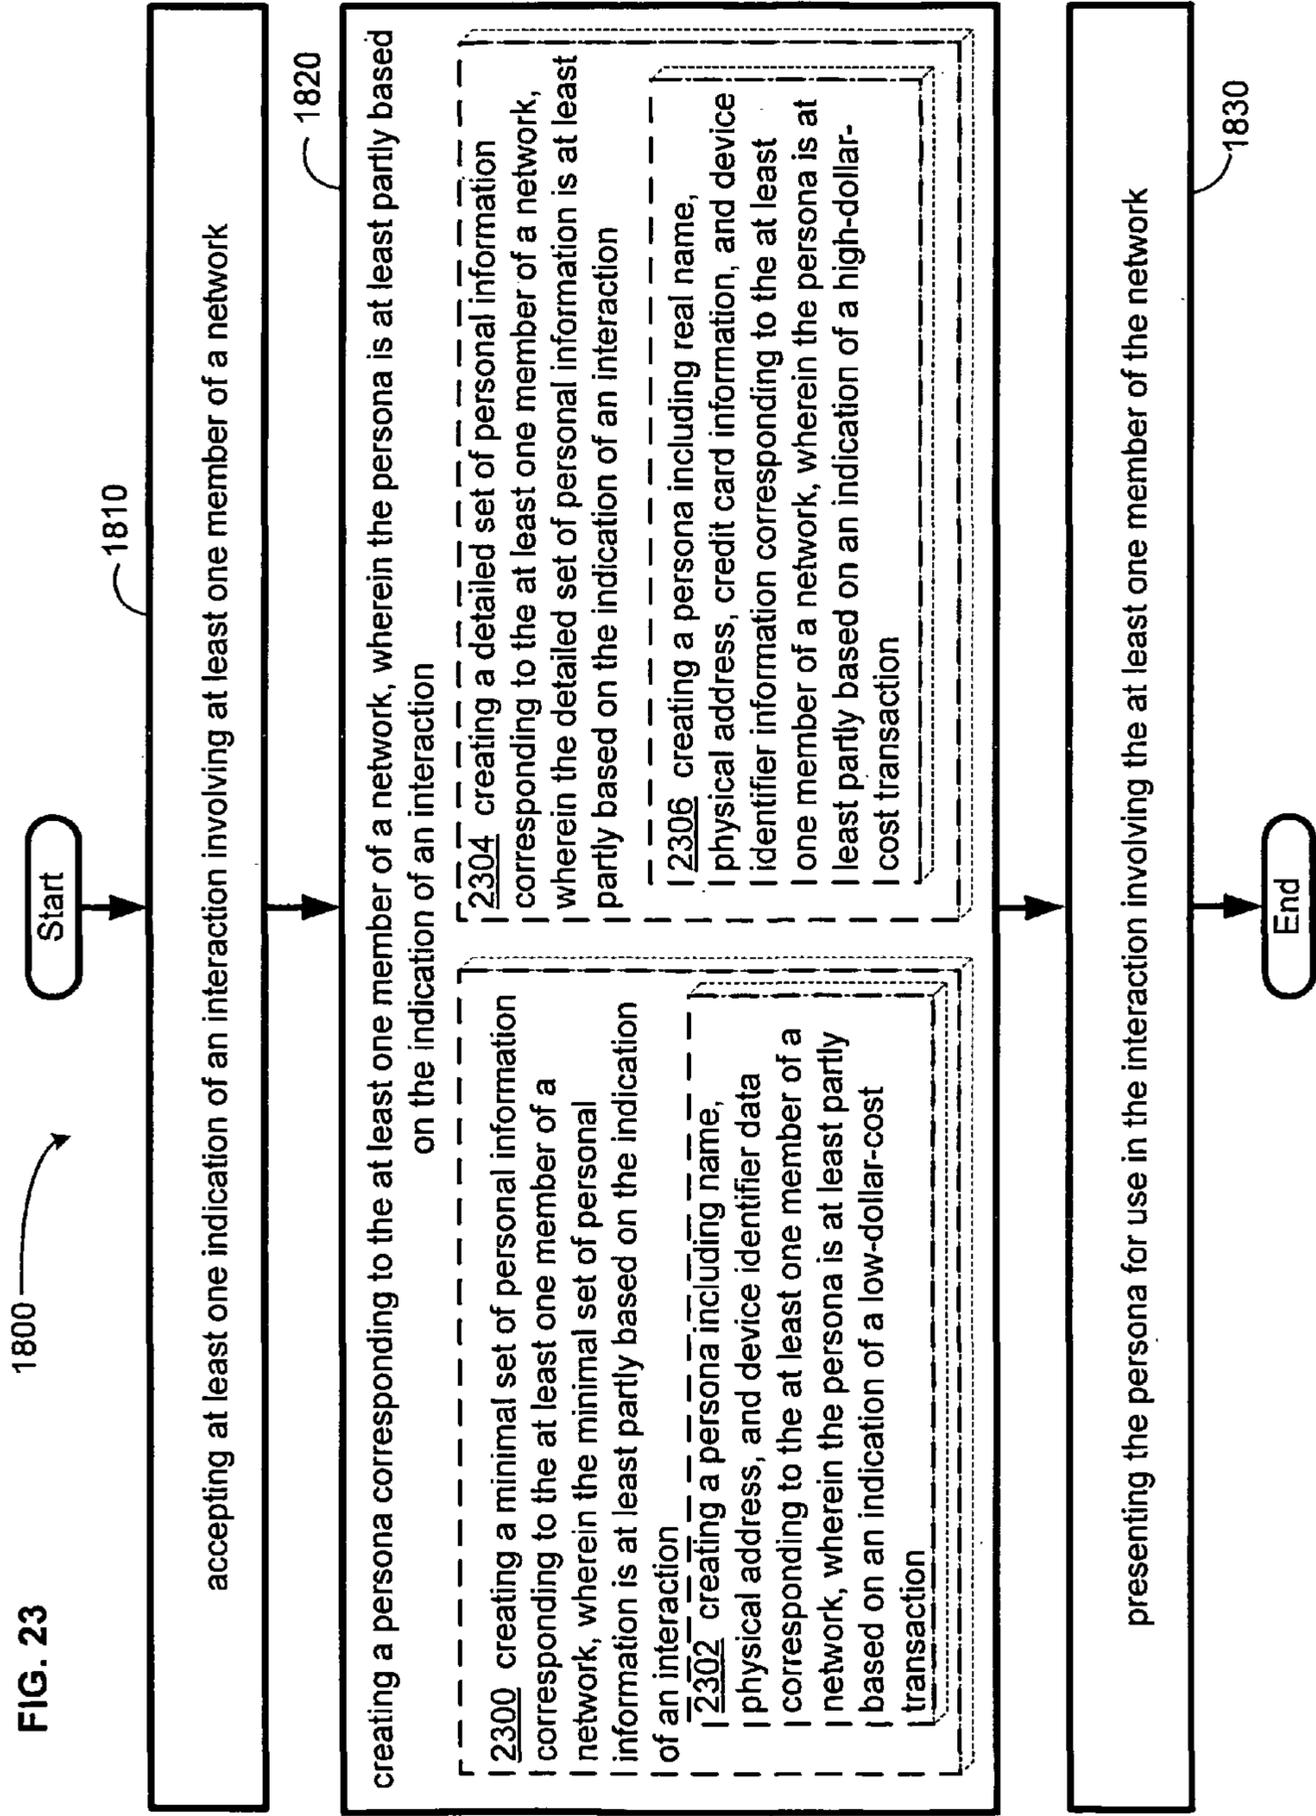 FIG. 23
1800
Start
1810
accepting at least one indication of an interaction involving at least one member of a network
1820
creating a persona corresponding to the at least one member of a network, wherein the persona is at least partly based
on the indication of an interaction
2300 creating a minimal set of personal information
corresponding to the at least one member of a
network, wherein the minimal set of personal
information is at least partly based on the indication
of an interaction
2302 creating a persona including name,
physical address, and device identifier data
corresponding to the at least one member of a
network, wherein the persona is at least partly
based on an indication of a low-dollar-cost
transaction
2304 creating a detailed set of personal information
corresponding to the at least one member of a network,
wherein the detailed set of personal information is at least
partly based on the indication of an interaction
2306 creating a persona including real name,
physical address, credit card information, and device
identifier information corresponding to the at least
one member of a network, wherein the persona is at
least partly based on an indication of a high-dollar-
cost transaction
1830
presenting the persona for use in the interaction involving the at least one member of the network
End